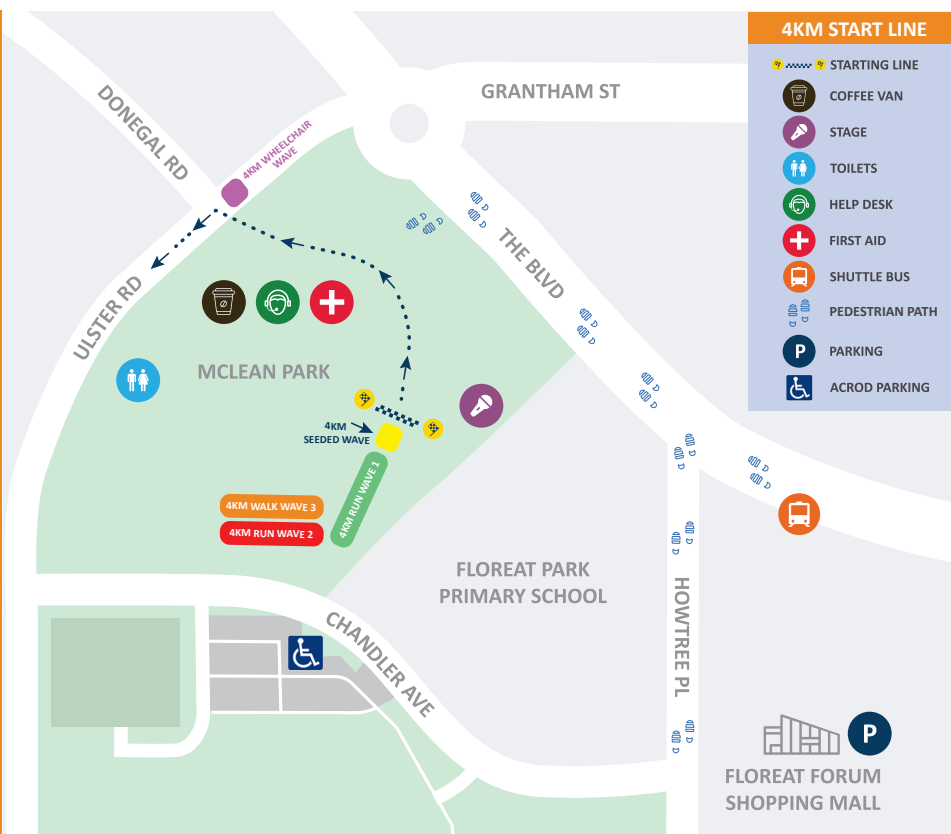 4KM START LINE
STARTING LINE
COFFEE VAN
STAGE
TOILETS
HELP DESK
FIRST AID
SHUTTLE BUS
PEDESTRIAN PATH
P
PARKING
ACROD PARKING
GRANTHAM ST
DONEGAL RD
4KM WHEELCHAIR
WAVE
THE BLVD
ULSTER RD
MCLEAN PARK
4KM
SEEDED WAVE
4KM RUN WAVE 1
4KM WALK WAVE 3
4KM RUN WAVE 2
FLOREAT PARK
PRIMARY SCHOOL
HOWTREE PL
CHANDLER AVE
P
FLOREAT FORUM
SHOPPING MALL